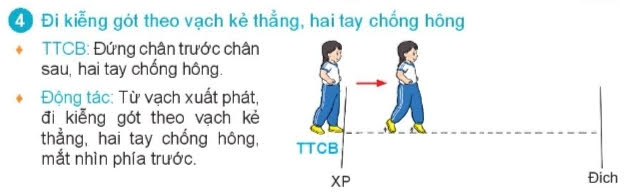 4 Đi kiễng gót theo vạch kẻ thẳng, hai tay chống hông
TTCB: Đứng chân trước chân
sau, hai tay chống hông.
Động tác: Từ vạch xuất phát,
đi kiễng gót theo vạch kẻ
thẳng, hai tay chống hông,
mắt nhìn phía trước.
TTCB
XP
Đích